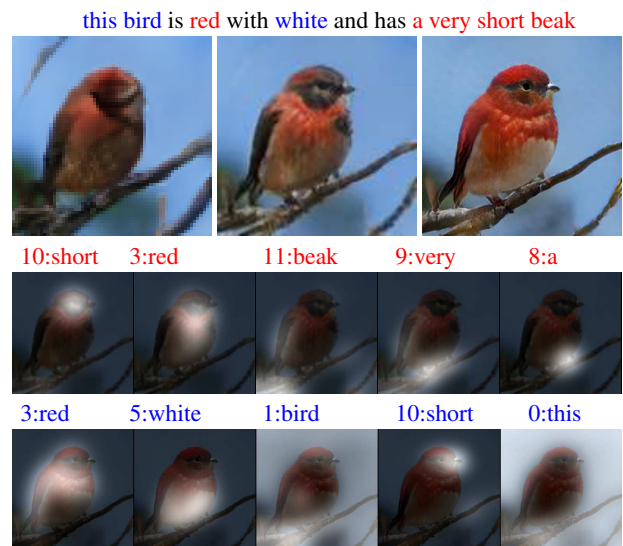 this bird is red with white and has a very short beak
10:short 3:red 11:beak 9:very 8:a
3:red 5:white 1:bird 10:short 0:this